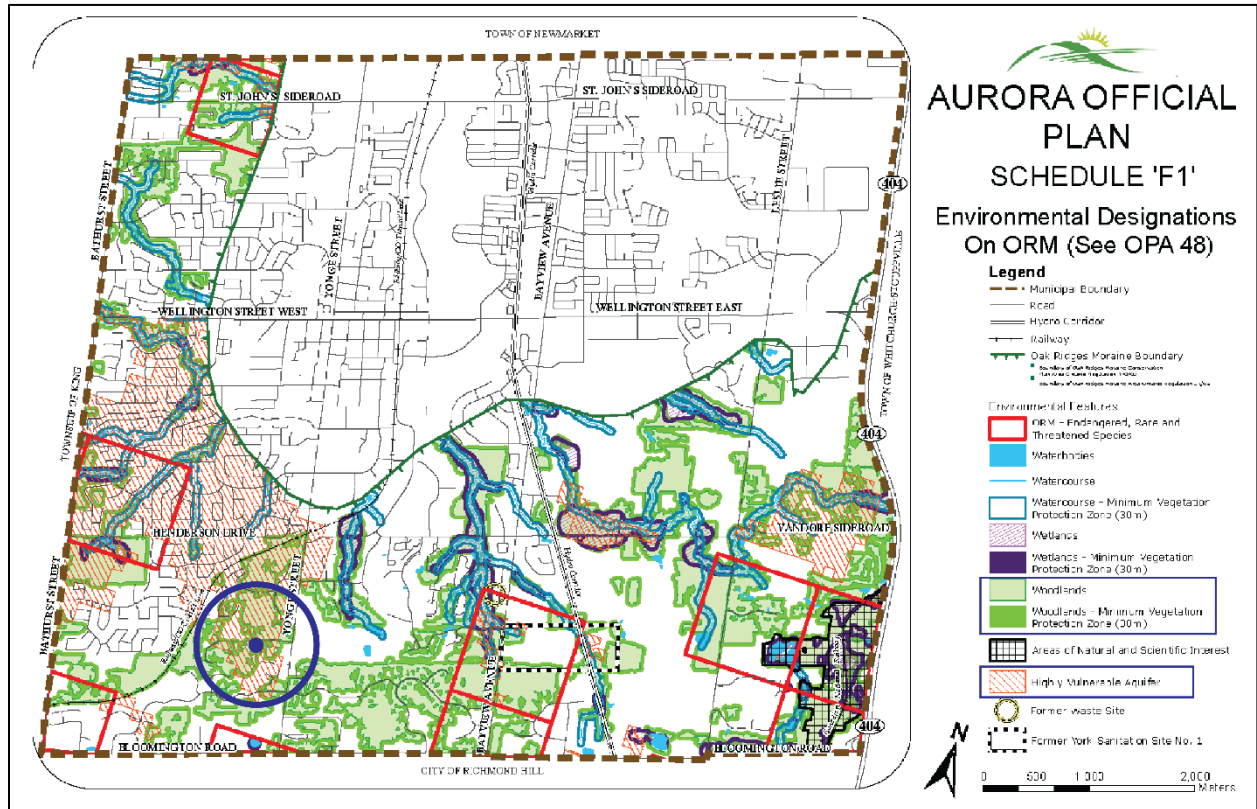 TOWN OF NEWMARKET
ST. JOHN'S SIDEROAD
ST. JOHN S SIDEROAD
BATHURST STREET
YONGE STREET
Hydro Corridor
BAYVIEW AVENUE
LESLIE STREET
404
WELLINGTON STREET WEST
WELLINGTON STREET EAST
TOWN OF WHITCHURCH-STOUFFVILLE
TOWNSHIP OF KING
404
HENDERSON DRIVE
VANDORF SIDEROAD
BATHURST STREET
YONGE STREET
Hydro Corridor
BAYVIEW AVENUE
404
BLOOMINGTON ROAD
BLOOMINGTON ROAD
CITY OF RICHMOND HILL
AURORA OFFICIAL
PLAN
SCHEDULE 'F1'
Environmental Designations
On ORM (See OPA 48)
Legend
Municipal Boundary
Road
Hydro Corridor
Railway
Oak Ridges Moraine Boundary
Environmental Features
ORM - Endangered, Rare and
Threatened Species
Waterbodies
Watercourse
Watercourse - Minimum Vegetation
Protection Zone (30m)
Wetlands
Wetlands - Minimum Vegetation
Protection Zone (30m)
Woodlands
Woodlands - Minimum Vegetation
Protection Zone (30m)
Areas of Natural and Scientific Interest
Highly Vulnerable Aquifer
Former Waste Site
Former York Sanitation Site No. 1
N
0 500 1 000 2,000
Meters